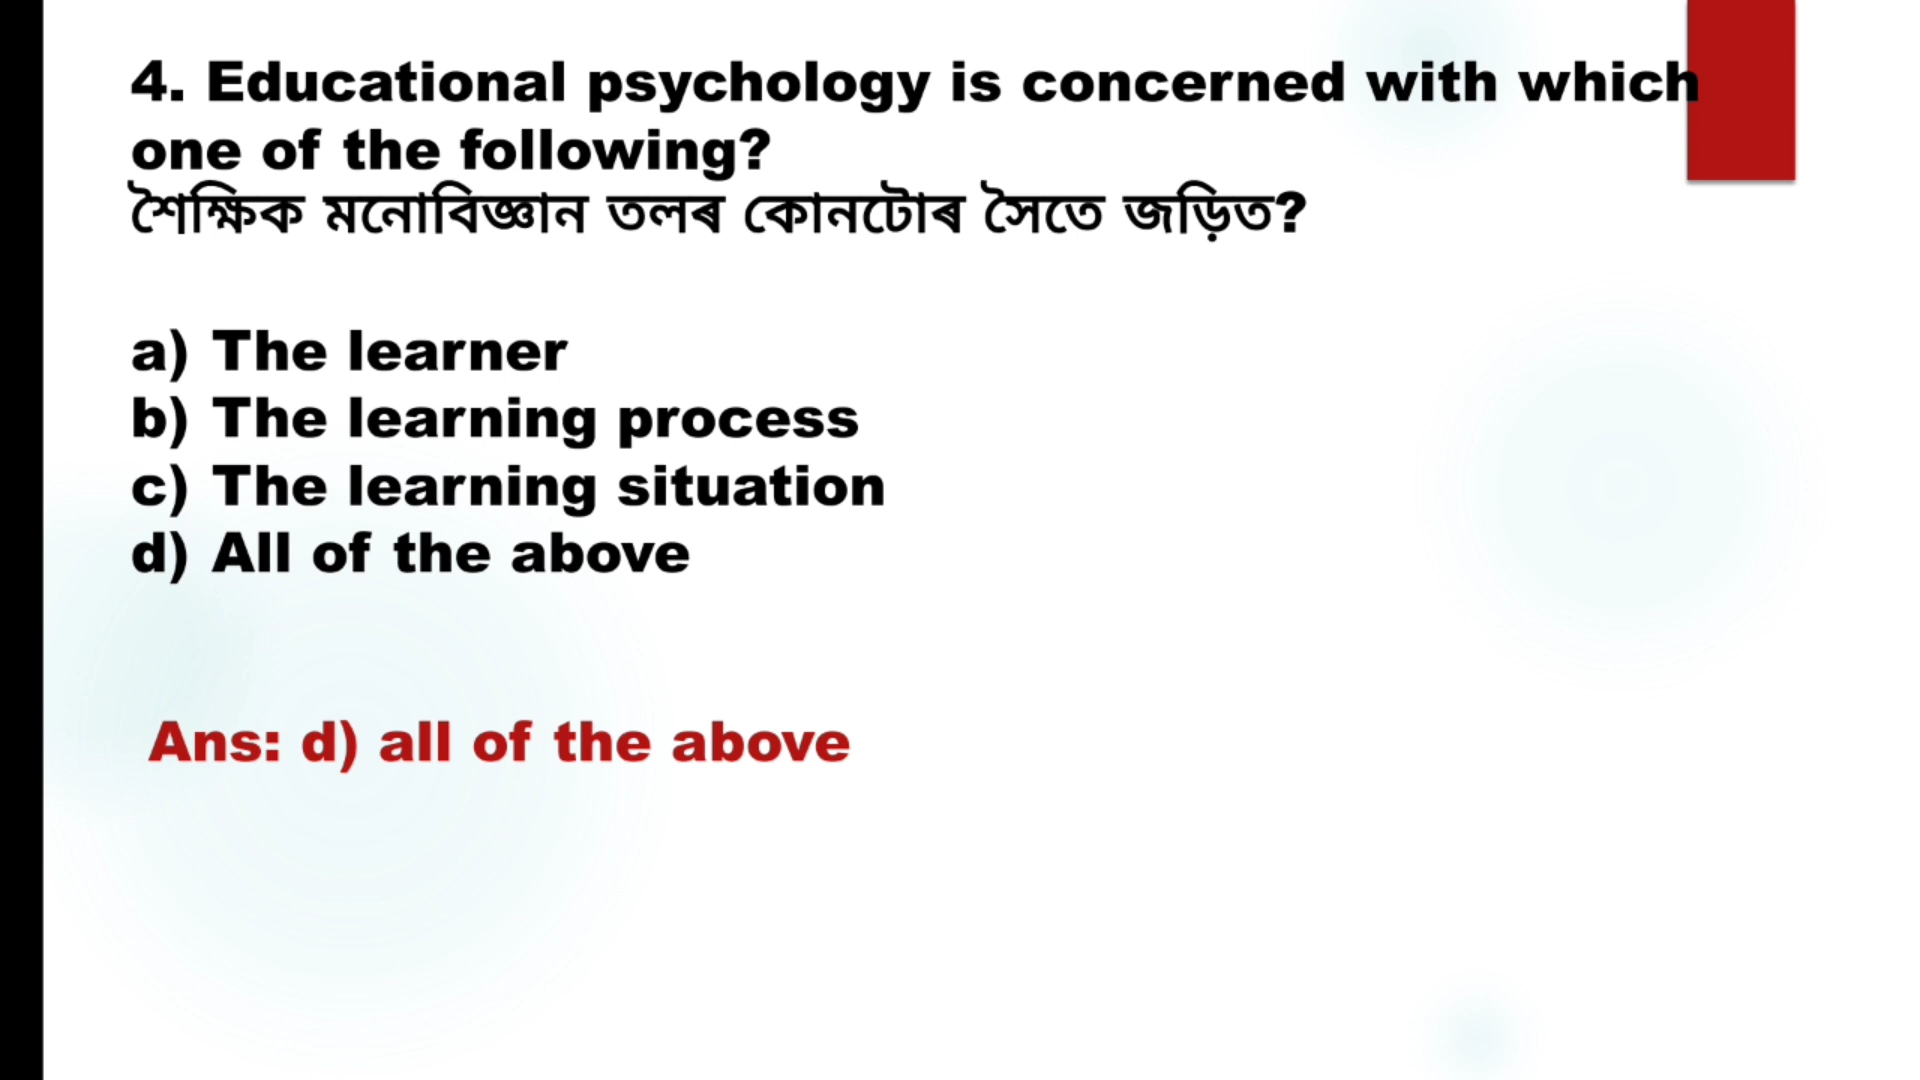 4. Educational psychology is concerned with which
one of the following?
শৈক্ষিক মনোবিজ্ঞান তলৰ কোনটোৰ সৈতে জড়িত?
a) The learner
b) The learning process
c) The learning situation
d) All of the above
Ans: d) all of the above